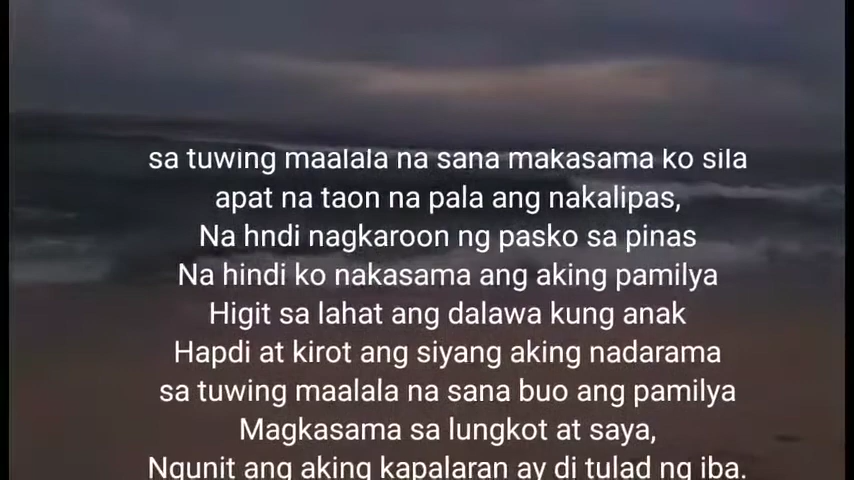 sa tuwing maalala na sana makasama ko sila
apat na taon na pala ang nakalipas,
Na hndi nagkaroon ng pasko sa pinas
Na hindi ko nakasama ang aking pamilya
Higit sa lahat ang dalawa kung anak
Hapdi at kirot ang siyang aking nadarama
sa tuwing maalala na sana buo ang pamilya
Magkasama sa lungkot at saya,
Ngunit ang aking kapalaran ay di tulad ng iba.